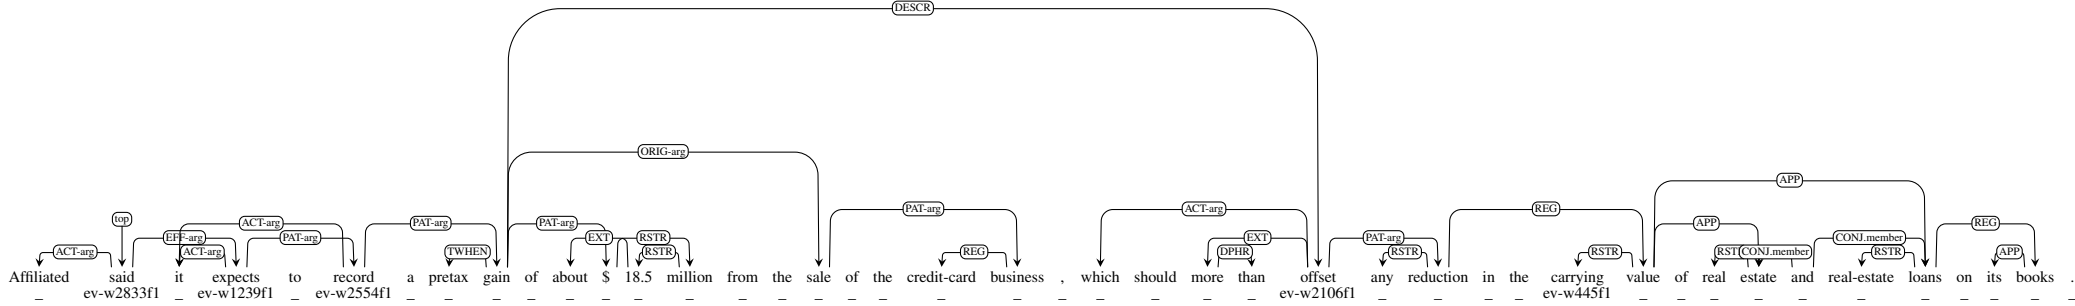 DESCR
ORIG-arg
APP
PAT-arg ACT-arg REG
top ACT-arg PAT-arg PAT-arg APP REG
EFF-arg PAT-arg EXT RSTR EXT PAT-arg CONJ.member
ACT-arg ACT-arg TWHEN RSTR REG DPHR RSTR RSTR CONJ.member RSTR APP
Affiliated said it expects to record a pretax gain of about $ 18.5 million from the sale of the credit-card business , which should more than offset any reduction in the carrying value of real estate and real-estate loans on its books .
_ ev-w2833f1 _ ev-w1239f1 _ ev-w2554f1 _ _ _ _ _ _ _ _ _ _ _ _ _ _ _ _ _ _ _ _ ev-w2106f1 _ _ _ _ ev-w445f1 _ _ _ _ _ _ _ _ _ _ _